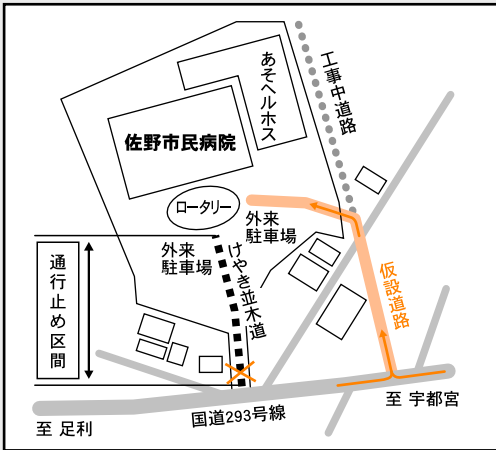 工事中道路
あそヘルホス
佐野市民病院
ロータリー
外来
駐車場
外来
駐車場
けやき並木道
通行止め区間
仮設道路
国道293号線
至 宇都宮
至 足利